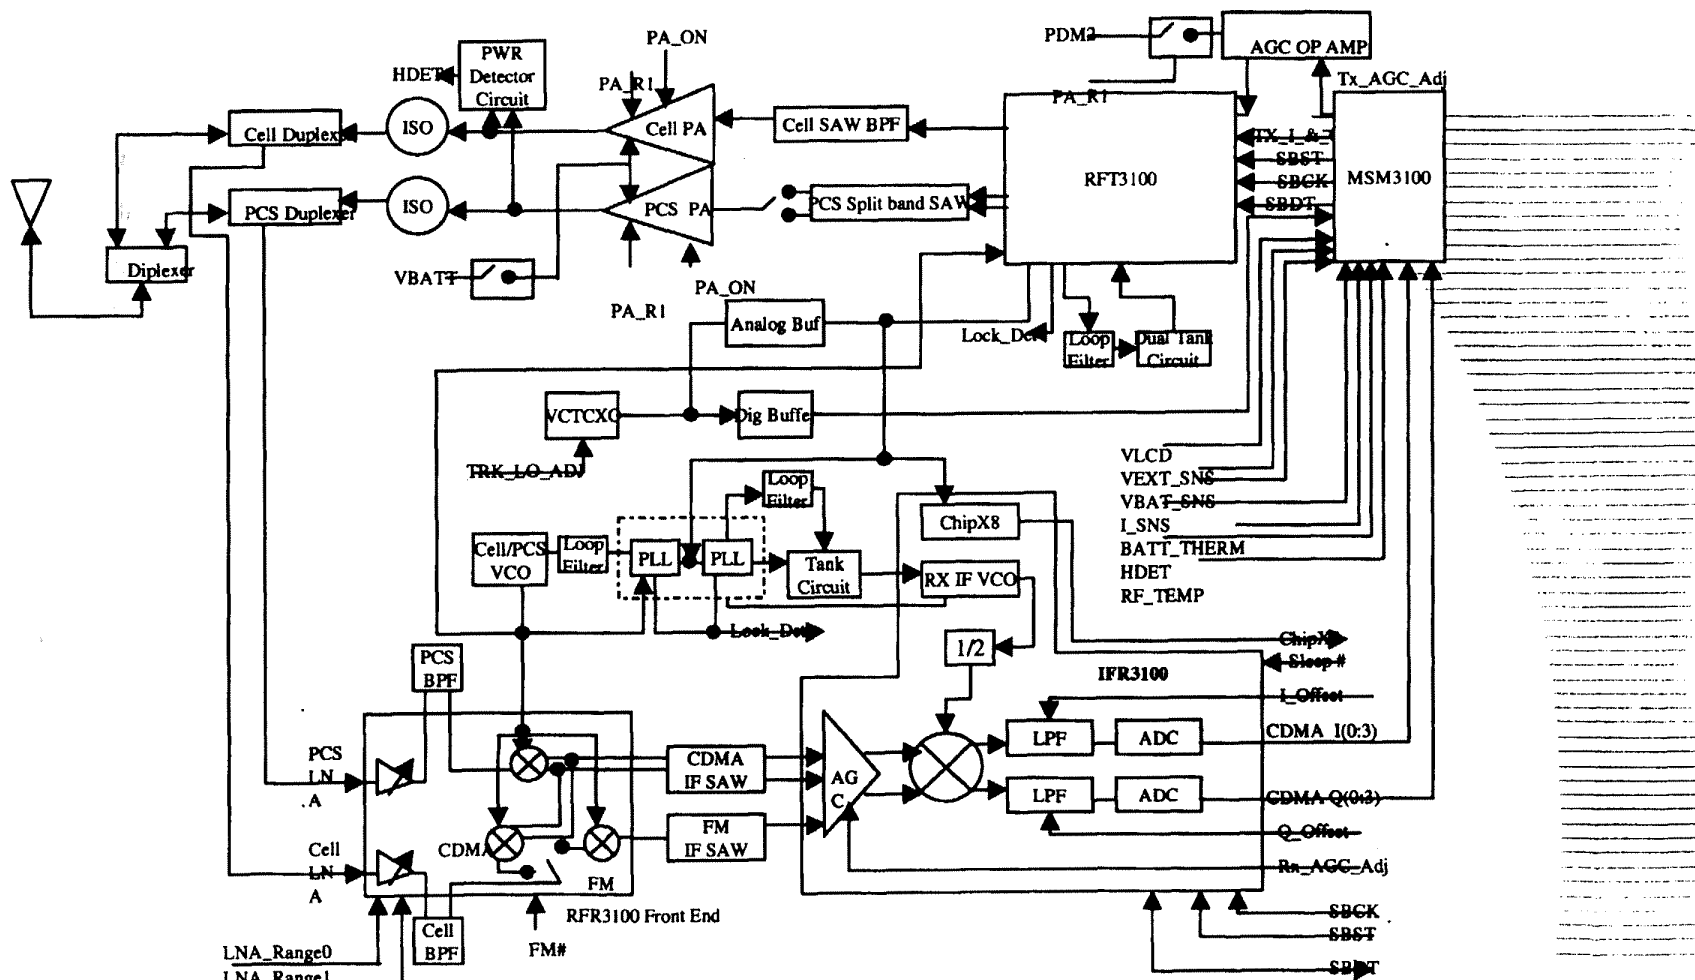 PA_ON
PDM2
AGC OP AMP
PWR
Detector
Circuit
HDET
PA_R1
Tx_AGC_Adj
PA_R1
Cell Duplexer
ISO
Cell PA
Cell SAW BPF
TX_I_&_
SBST
SBCK
SBDT
RFT3100
MSM3100
PCS Duplexer
ISO
PCS PA
PCS Split band SAW
Diplexer
VBATT
PA_ON
PA_R1
Analog Buf
Lock_Det
Loop
Filter
Dual Tank
Circuit
VCTCXO
Dig Buffe
TRK_LO_ADJ
VLCD
VEXT_SNS
VBAT_SNS
I_SNS
BATT_THERM
HDET
RF_TEMP
Loop
Filter
ChipX8
Cell/PCS
VCO
Loop
Filter
PLL
PLL
Tank
Circuit
RX IF VCO
Lock_Det
1/2
ChipX8
Sleep #
PCS
BPF
IFR3100
I_Offset
LPF
ADC
CDMA I(0:3)
PCS
LN
A
CDMA
IF SAW
AG
C
LPF
ADC
CDMA Q(0:3)
FM
IF SAW
Q_Offset
Cell
LN
A
CDMA
FM
Rx_AGC_Adj
RFR3100 Front End
Cell
BPF
FM#
SBCK
SBST
SBDT
LNA_Range0
LNA_Range1